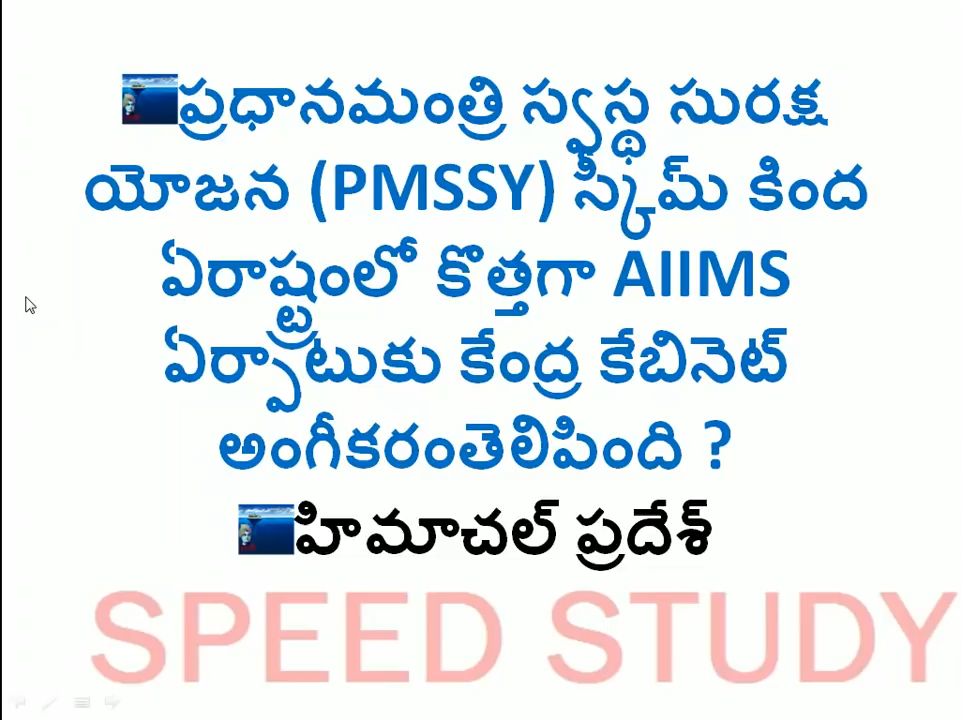 ప్రధానమంత్రి స్వస్థ సురక్ష
యోజన (PMSSY) స్కీమ్ కింద
ఏరాష్ట్రంలో కొత్తగా AIIMS
ఏర్పాటుకు కేంద్ర కేబినెట్
అంగీకరంతెలిపింది ?
హిమాచల్ ప్రదేశ్
SPEED STUDY